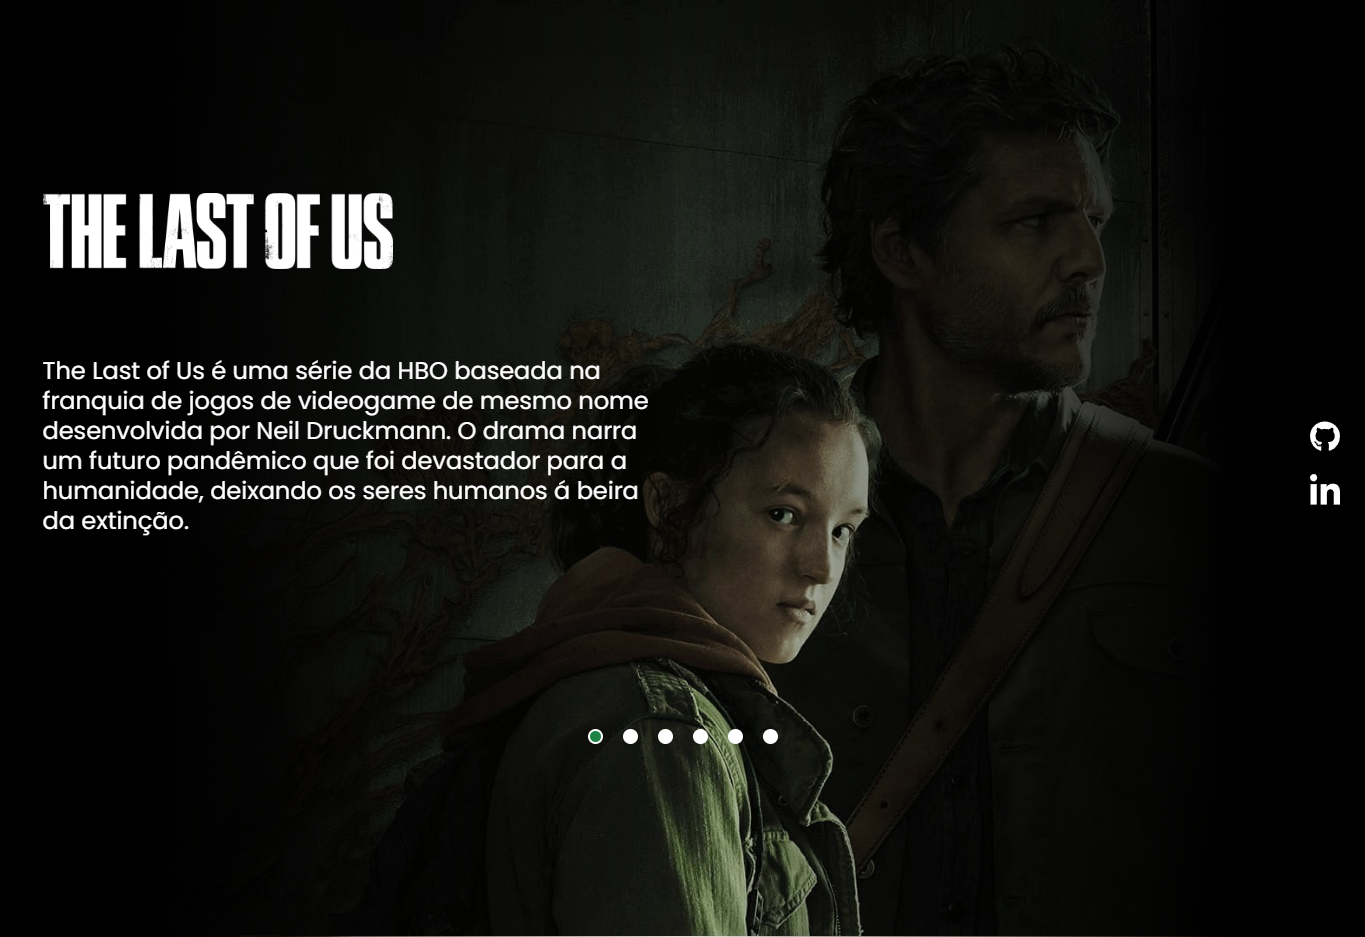 THE LAST OF US
The Last of Us é uma série da HBO baseada na
franquia de jogos de videogame de mesmo nome
desenvolvida por Neil Druckmann. O drama narra
um futuro pandêmico que foi devastador para a
humanidade, deixando os seres humanos á beira
da extinção.
in